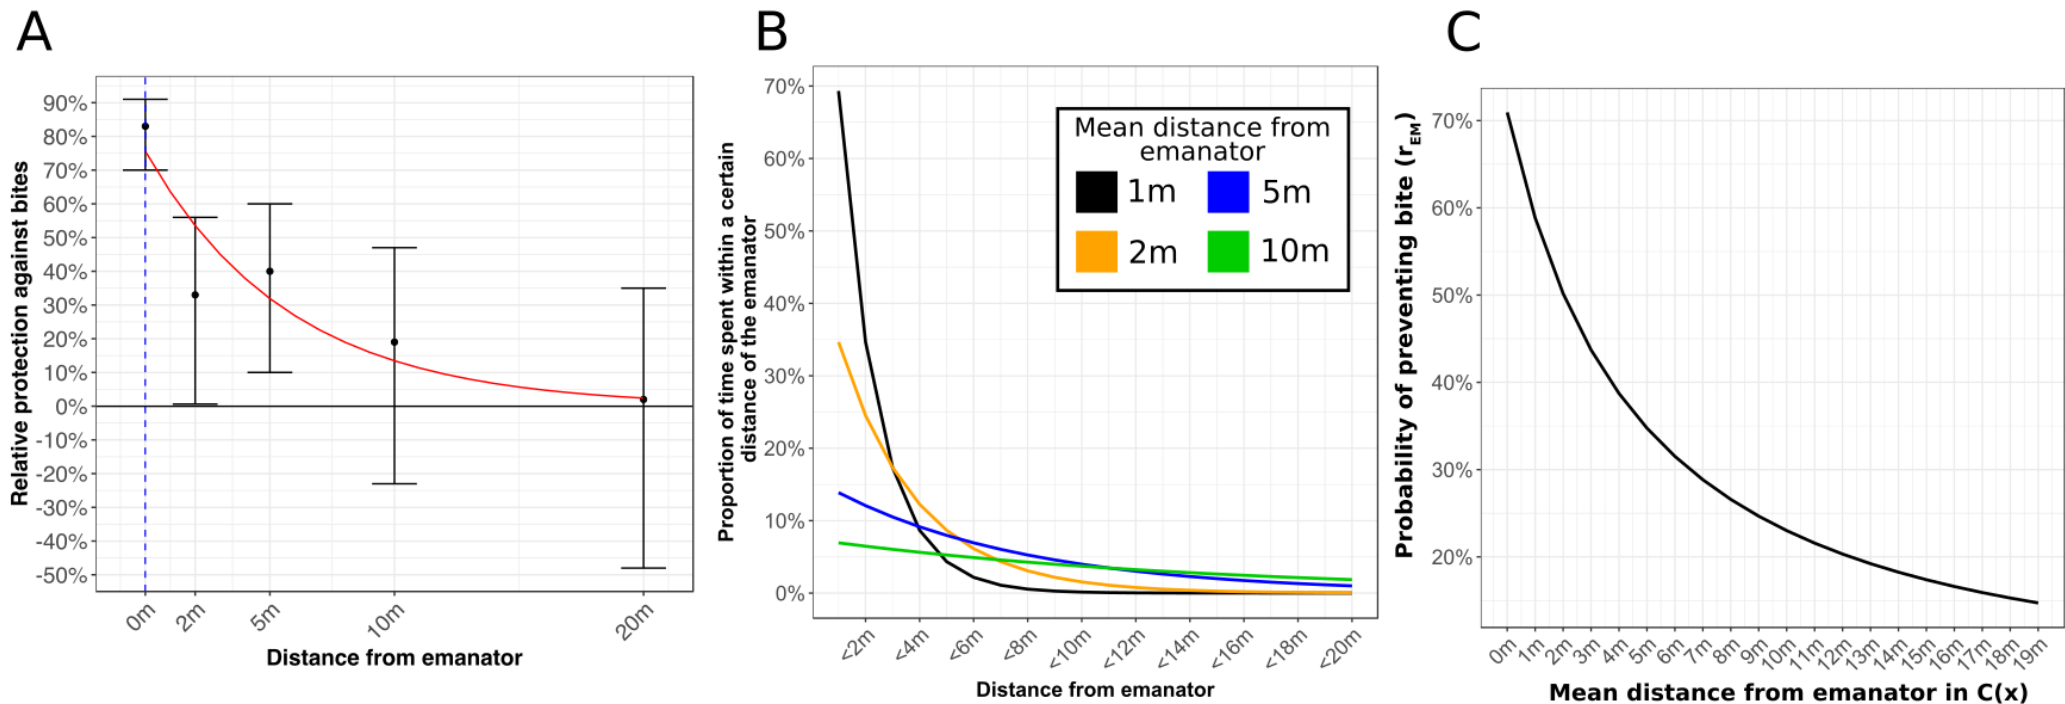 A
Relative protection against bites
90%
80%
70%
60%
50%
40%
30%
20%
10%
0%
-10%
-20%
-30%
-40%
-50%
0m
2m
5m
10m
20m
Distance from emanator
B
Proportion of time spent within a certain
distance of the emanator
70%
60%
50%
40%
30%
20%
10%
0%
Mean distance from
emanator
1m
5m
2m
10m
<2m
<4m
<6m
<8m
<10m
<12m
<14m
<16m
<18m
<20m
Distance from emanator
C
Probability of preventing bite (rEM)
70%
60%
50%
40%
30%
20%
0m
1m
2m
3m
4m
5m
6m
7m
8m
9m
10m
11m
12m
13m
14m
15m
16m
17m
18m
19m
Mean distance from emanator in C(x)